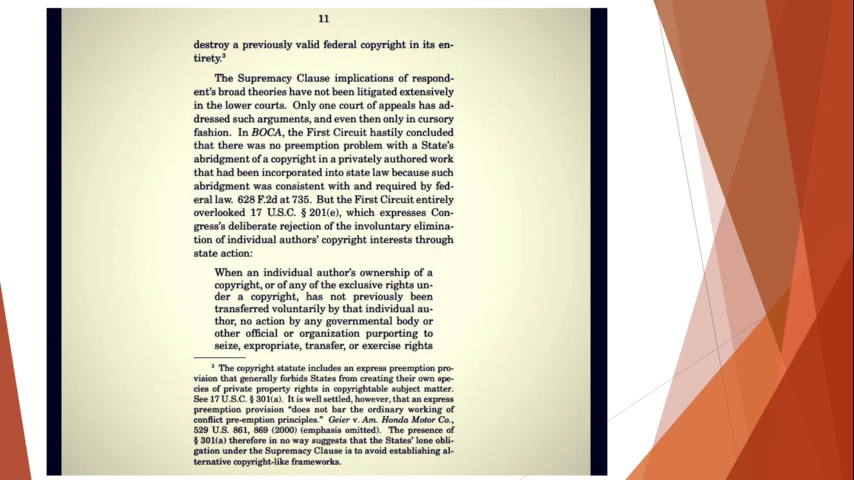 11
destroy a previously valid federal copyright in its en-
tirety.³
The Supremacy Clause implications of respond-
ent's broad theories have not been litigated extensively
in the lower courts. Only one court of appeals has ad-
dressed such arguments, and even then only in cursory
fashion. In BOCA, the First Circuit hastily concluded
that there was no preemption problem with a State's
abridgment of a copyright in a privately authored work
that had been incorporated into state law because such
abridgment was consistent with and required by fed-
eral law. 628 F.2d at 735. But the First Circuit entirely
overlooked 17 U.S.C. § 201(e), which expresses Con-
gress's deliberate rejection of the involuntary elimina-
tion of individual authors' copyright interests through
state action:
When an individual author's ownership of a
copyright, or of any of the exclusive rights un-
der a copyright, has not previously been
transferred voluntarily by that individual au-
thor, no action by any governmental body or
other official or organization purporting to
seize, expropriate, transfer, or exercise rights
³ The copyright statute includes an express preemption pro-
vision that generally forbids States from creating their own spe-
cies of private property rights in copyrightable subject matter.
See 17 U.S.C. § 301(a). It is well settled, however, that an express
preemption provision "does not bar the ordinary working of
conflict pre-emption principles." Geier v. Am. Honda Motor Co.,
529 U.S. 861, 869 (2000) (emphasis omitted). The presence of
§ 301(a) therefore in no way suggests that the States' lone obli-
gation under the Supremacy Clause is to avoid establishing al-
ternative copyright-like frameworks.